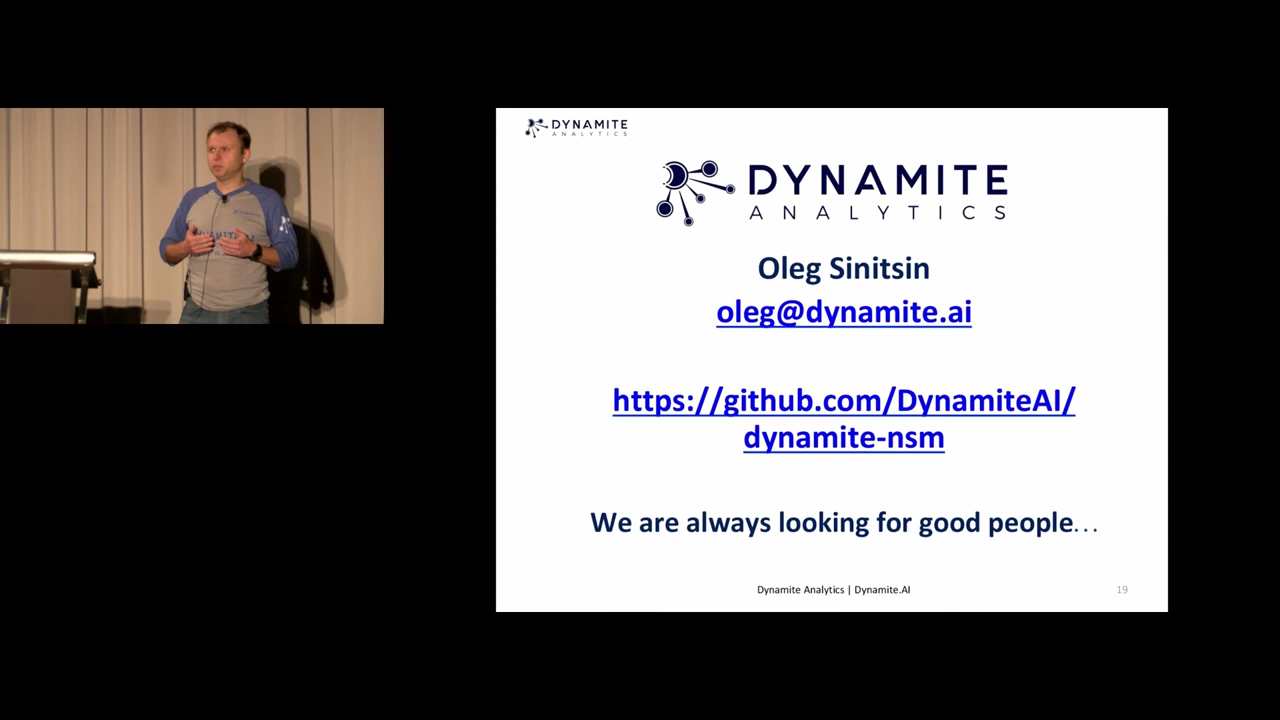 DYNAMITE
ANALYTICS
DYNAMITE
ANALYTICS
Oleg Sinitsin
oleg@dynamite.ai
https://github.com/DynamiteAI/
dynamite-nsm
We are always looking for good people...
Dynamite Analytics | Dynamite.AI
19